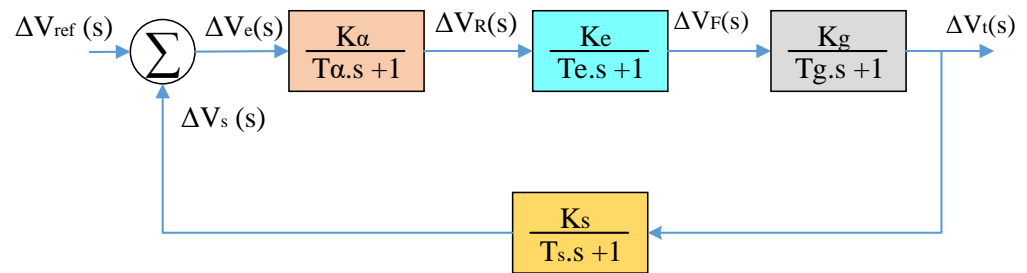 ΔVref (s)
∑
ΔVe(s)
Kα
Tα.s +1
ΔVR(s)
Ke
Te.s +1
ΔVF(s)
Kg
Tg.s +1
ΔVt(s)
ΔVs (s)
Ks
Ts.s +1